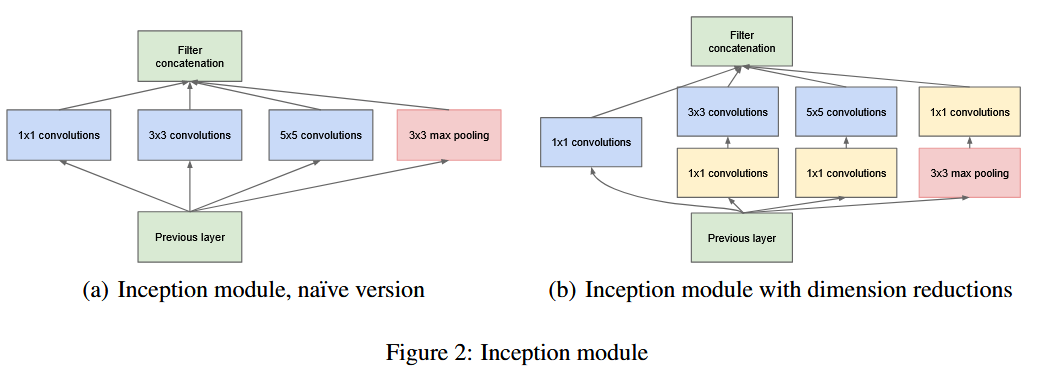 Filter
concatenation
1x1 convolutions
3x3 convolutions
5x5 convolutions
3x3 max pooling
Previous layer
(a) Inception module, naïve version
Filter
concatenation
3x3 convolutions
5x5 convolutions
1x1 convolutions
1x1 convolutions
1x1 convolutions
1x1 convolutions
3x3 max pooling
Previous layer
(b) Inception module with dimension reductions
Figure 2: Inception module